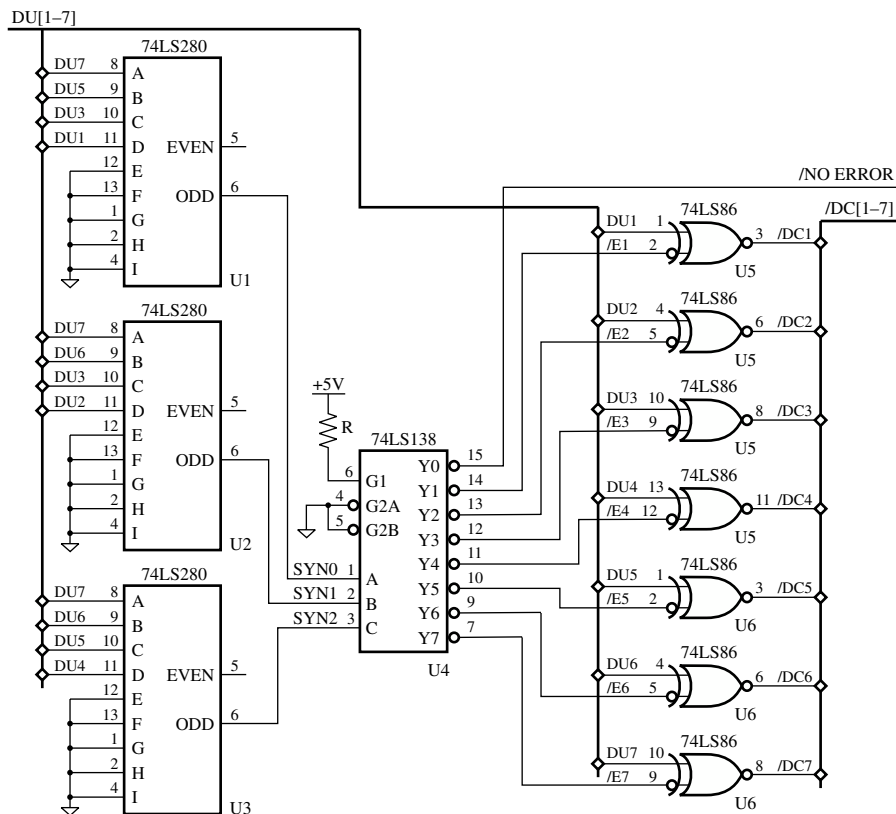 DU[1–7]
74LS280
DU7 8 A
DU5 9 B
DU3 10 C
DU1 11 D
EVEN 5
12 E
13 F
ODD 6
1 G
2 H
4 I
U1
74LS280
DU7 8 A
DU6 9 B
DU3 10 C
DU2 11 D
EVEN 5
12 E
13 F
ODD 6
1 G
2 H
4 I
U2
74LS280
DU7 8 A
DU6 9 B
DU5 10 C
DU4 11 D
EVEN 5
12 E
13 F
ODD 6
1 G
2 H
4 I
U3
+5V
R
74LS138
6 G1
4 G2A
5 G2B
SYN0 1 A
SYN1 2 B
SYN2 3 C
Y0 15
Y1 14
Y2 13
Y3 12
Y4 11
Y5 10
Y6 9
Y7 7
U4
/NO ERROR
/DC[1–7]
74LS86
DU1 1
/E1 2
3 /DC1
U5
74LS86
DU2 4
/E2 5
6 /DC2
U5
74LS86
DU3 10
/E3 9
8 /DC3
U5
74LS86
DU4 13
/E4 12
11 /DC4
U5
74LS86
DU5 1
/E5 2
3 /DC5
U6
74LS86
DU6 4
/E6 5
6 /DC6
U6
74LS86
DU7 10
/E7 9
8 /DC7
U6